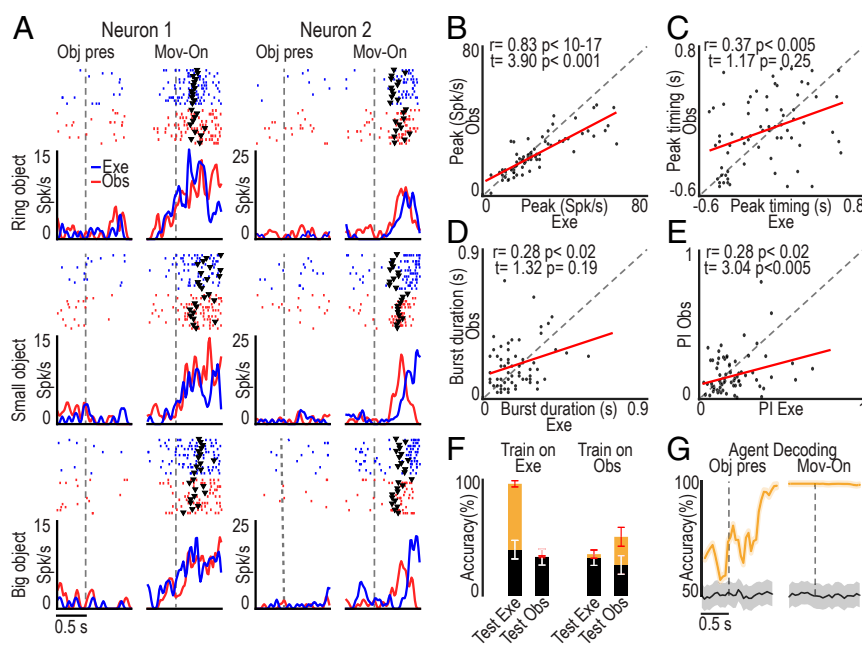 A
Neuron 1
Neuron 2
Obj pres
Mov-On
Obj pres
Mov-On
Ring object
Spk/s
15
0
Exe
Obs
25
0
Small object
Spk/s
15
0
25
0
Big object
Spk/s
15
0
25
0
0.5 s
B
80
r= 0.83 p< 10-17
t= 3.90 p< 0.001
Peak (Spk/s)
Obs
0
0
Peak (Spk/s)
80
Exe
C
0.8
r= 0.37 p< 0.005
t= 1.17 p= 0.25
Peak timing (s)
Obs
-0.6
-0.6
Peak timing (s)
0.8
Exe
D
0.9
r= 0.28 p< 0.02
t= 1.32 p= 0.19
Burst duration (s)
Obs
0
0
Burst duration (s)
0.9
Exe
E
1
r= 0.28 p< 0.02
t= 3.04 p<0.005
PI Obs
0
0
PI Exe
1
F
Train on
Exe
Train on
Obs
Accuracy(%)
100
0
Test Exe
Test Obs
Test Exe
Test Obs
G
Agent Decoding
Obj pres
Mov-On
Accuracy(%)
100
50
0.5 s